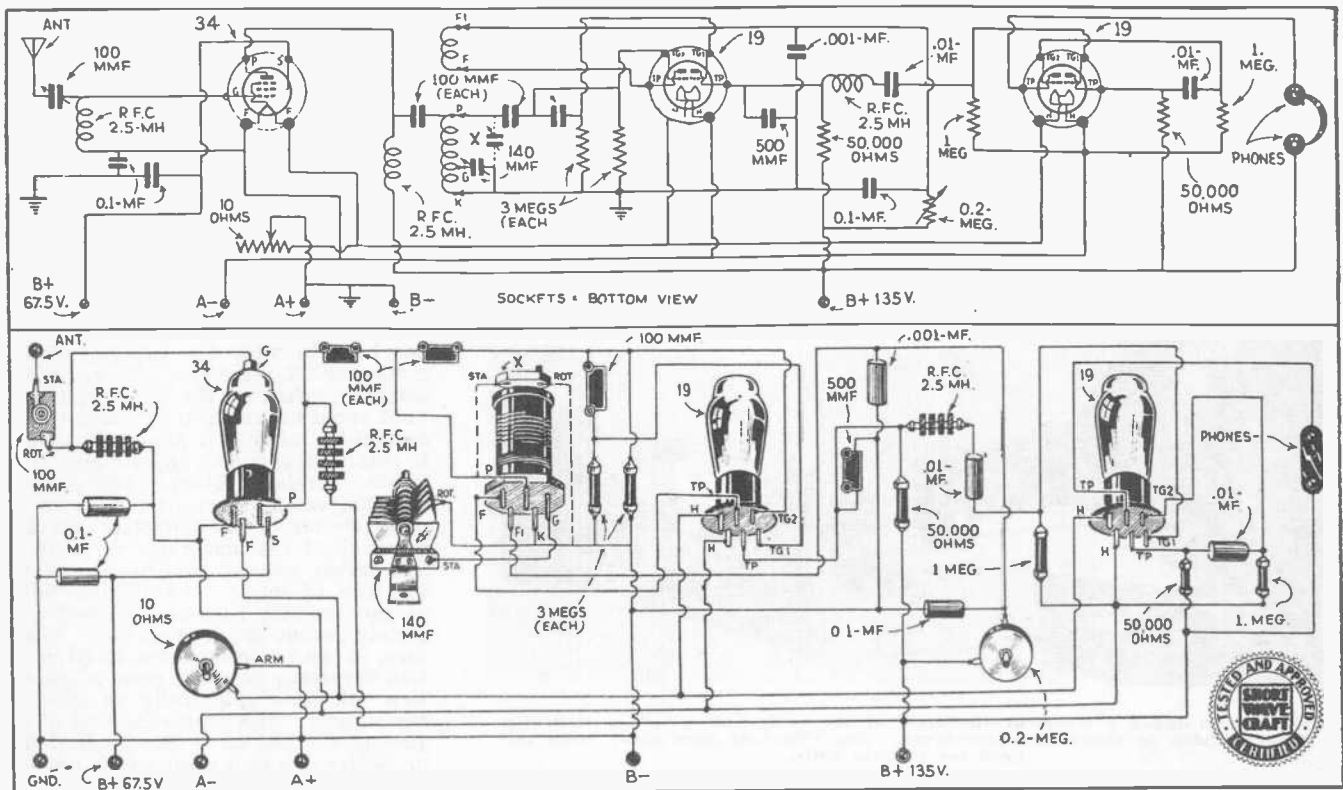 ANT
100
MMF
34
P
S
G
F
F
R.F.C
2.5-MH
0.1-MF
10
OHMS
B+
67.5V.
A-
A+
B-
F1
F
100 MMF
(EACH)
P
X
140
MMF
G
K
R.F.C.
2.5 MH.
3 MEGS
(EACH
TG2
TG1
TP
TP
H
H
19
.001-MF.
.01-
MF
R.F.C.
2.5 MH
500
MMF
50,000
OHMS
0.1-MF.
0.2-
MEG.
1
MEG
TG2
TG1
TP
TP
H
H
19
.01-
MF.
1.
MEG.
50,000
OHMS
PHONES
SOCKETS = BOTTOM VIEW
B+ 135V.
ANT.
STA.
ROT.
100
MMF.
R.F.C.
2.5 MH.
34
G
P
F
F
S
0.1-
MF
10
OHMS
ARM
100
MMF
(EACH)
R.F.C.
2.5 MH
STA
X
ROT
P
F
F1
K
G
ROT.
STA
140
MMF
100 MMF
3 MEGS
(EACH)
19
TP
H
H
TP
TG2
TG1
.001-MF.
500
MMF
R.F.C.
2.5 MH.
.01-
MF.
50,000
OHMS
0.1-MF
0.2-MEG.
1 MEG
19
TP
H
H
TG2
TG1
TP
.01-
MF.
50,000
OHMS
1. MEG.
PHONES-
GND.
B+ 67.5V
A-
A+
B-
B+ 135V.
TESTED AND APPROVED
SHORT
WAVE
CRAFT
CERTIFIED